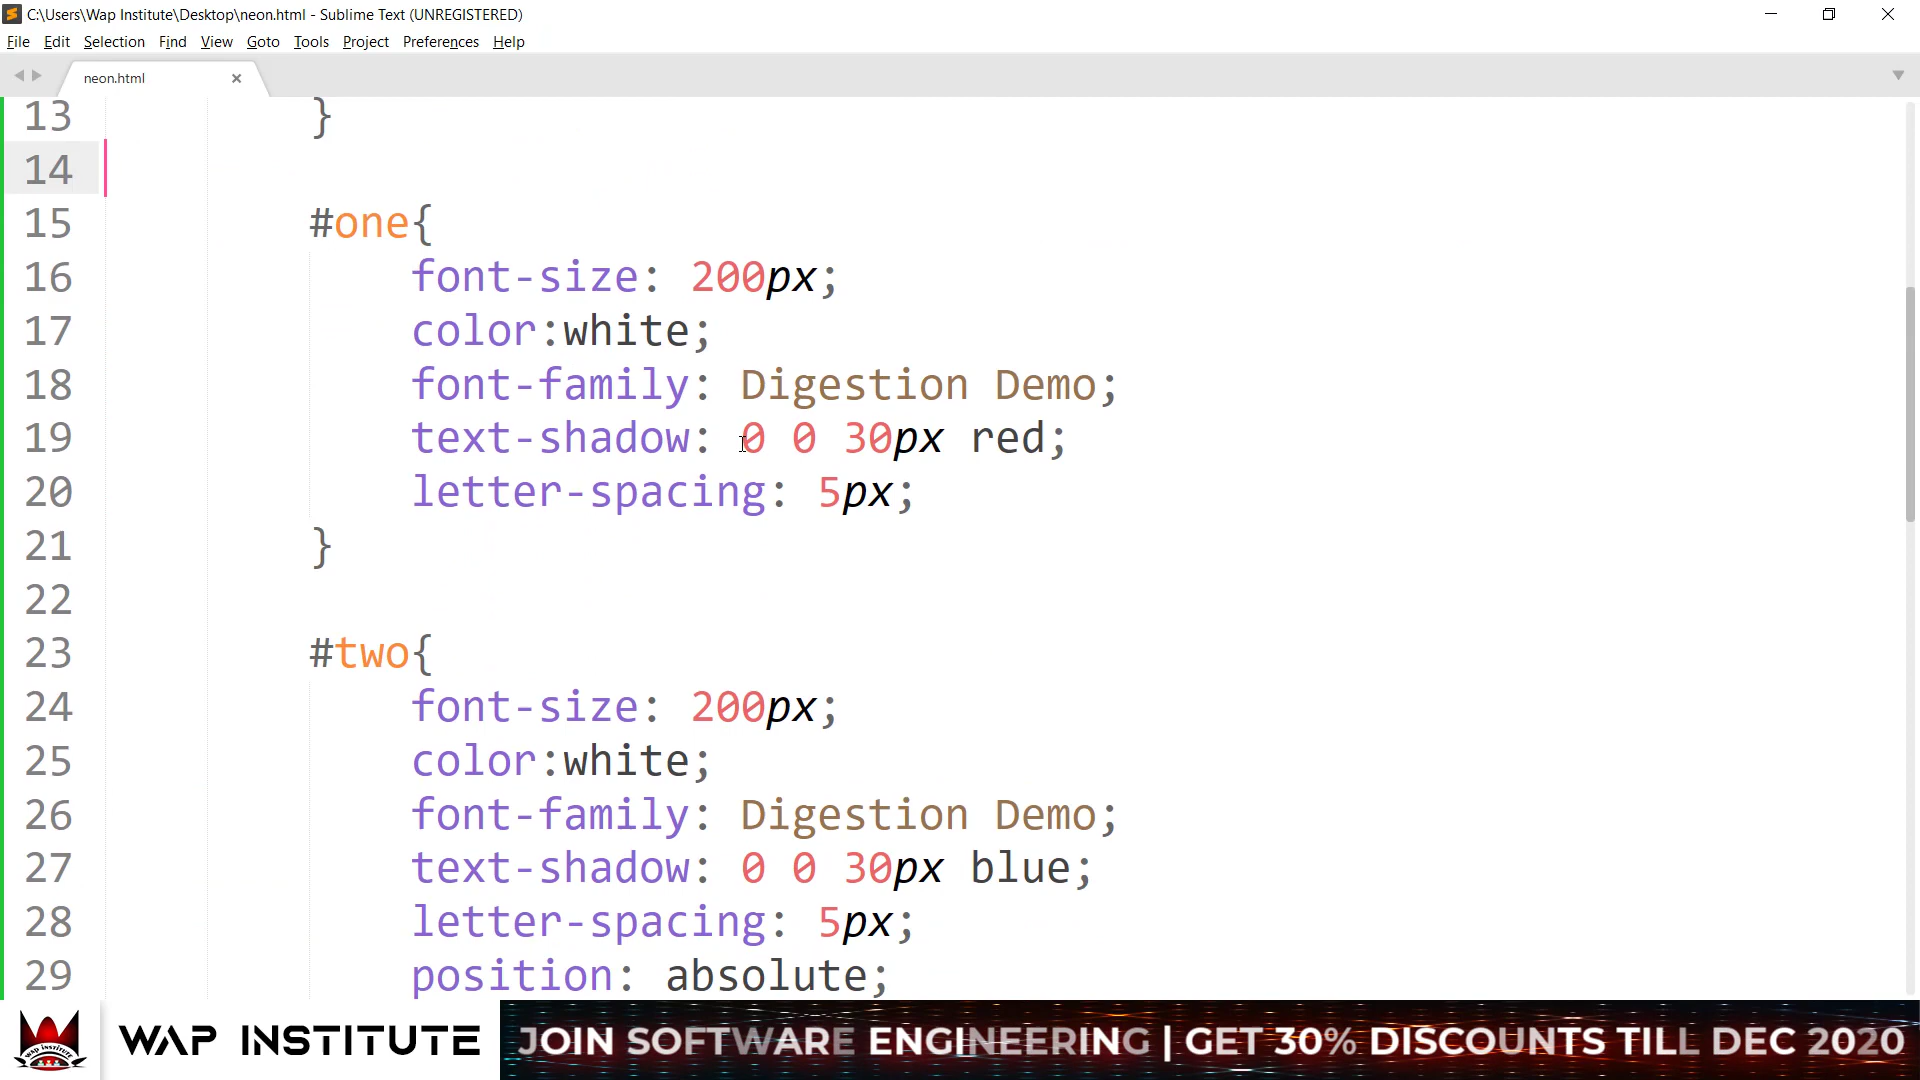 C:\Users\Wap Institute\Desktop\neon.html - Sublime Text (UNREGISTERED)
File Edit Selection Find View Goto Tools Project Preferences Help
neon.html
13 }
14
15 #one{
16 font-size: 200px;
17 color:white;
18 font-family: Digestion Demo;
19 text-shadow: 0 0 30px red;
20 letter-spacing: 5px;
21 }
22
23 #two{
24 font-size: 200px;
25 color:white;
26 font-family: Digestion Demo;
27 text-shadow: 0 0 30px blue;
28 letter-spacing: 5px;
29 position: absolute;
WAP INSTITUTE
Wap Institute
JOIN SOFTWARE ENGINEERING | GET 30% DISCOUNTS TILL DEC 2020